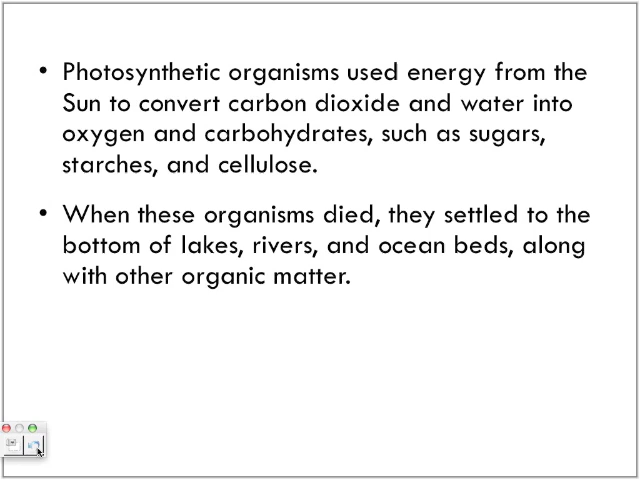 • Photosynthetic organisms used energy from the
Sun to convert carbon dioxide and water into
oxygen and carbohydrates, such as sugars,
starches, and cellulose.
• When these organisms died, they settled to the
bottom of lakes, rivers, and ocean beds, along
with other organic matter.